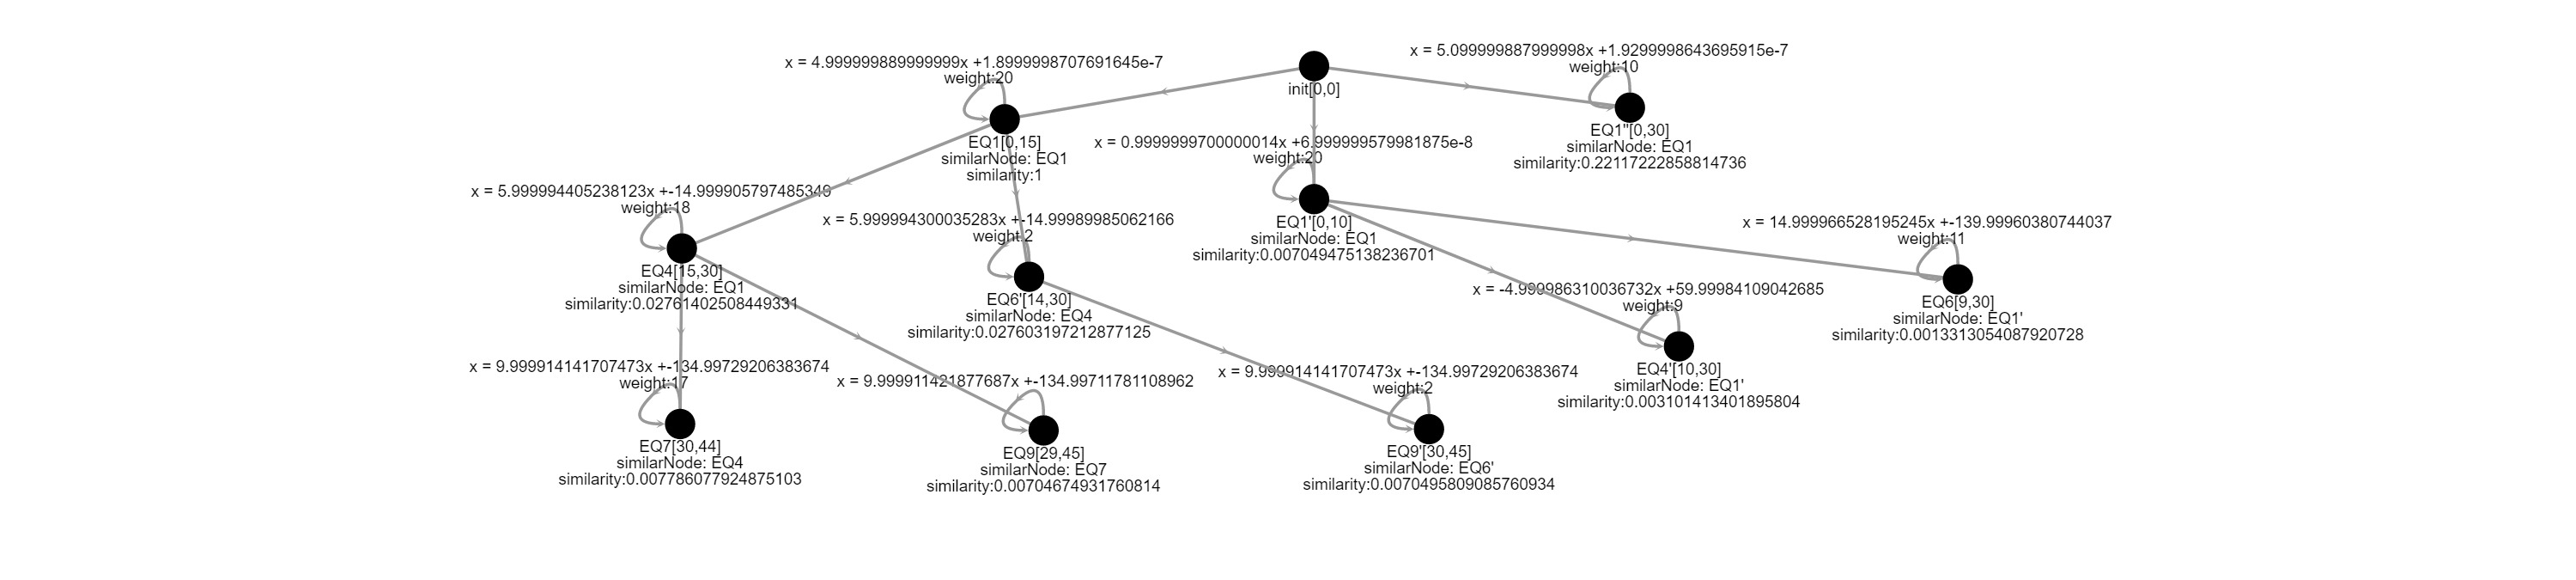 x = 5.099999887999998x +1.9299998643695915e-7
weight:10
x = 4.999999889999999x +1.8999998707691645e-7
weight:20
init[0,0]
EQ1"[0,30]
similarNode: EQ1
similarity:0.22117222858814736
EQ1[0,15]
similarNode: EQ1
similarity:1
x = 0.9999999700000014x +6.999999579981875e-8
weight:20
x = 5.999994405238123x +-14.999905797485349
weight:18
x = 5.999994300035283x +-14.99989985062166
weight:2
EQ1'[0,10]
similarNode: EQ1
similarity:0.007049475138236701
x = 14.999966528195245x +-139.99960380744037
weight:11
EQ4[15,30]
similarNode: EQ1
similarity:0.02761402508449331
EQ6'[14,30]
similarNode: EQ4
similarity:0.027603197212877125
x = -4.999986310036732x +59.99984109042685
weight:9
EQ6[9,30]
similarNode: EQ1'
similarity:0.0013313054087920728
x = 9.999914141707473x +-134.99729206383674
weight:17
x = 9.999911421877687x +-134.99711781108962
x = 9.999914141707473x +-134.99729206383674
weight:2
EQ4'[10,30]
similarNode: EQ1'
similarity:0.003101413401895804
EQ7[30,44]
similarNode: EQ4
similarity:0.007786077924875103
EQ9[29,45]
similarNode: EQ7
similarity:0.00704674931760814
EQ9'[30,45]
similarNode: EQ6'
similarity:0.0070495809085760934